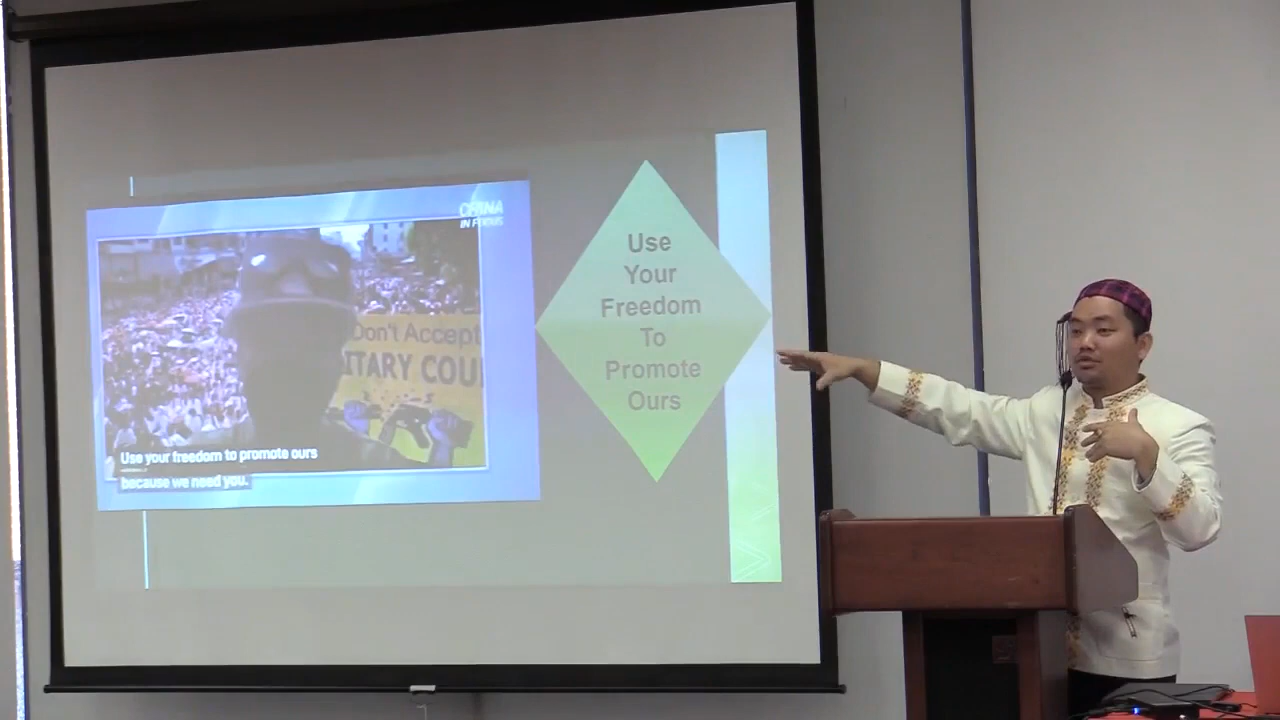 CHINA
IN FOCUS
Don't Accept
ITARY COU
Use your freedom to promote ours
because we need you.
Use
Your
Freedom
To
Promote
Ours